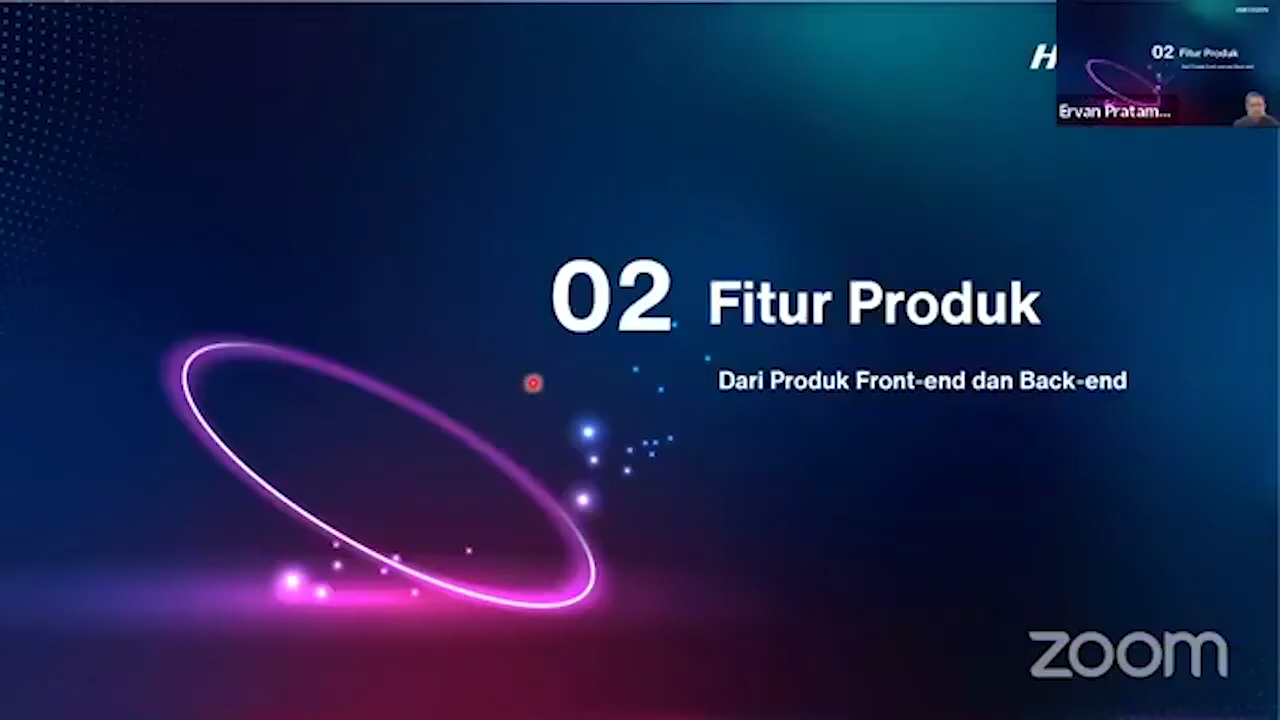 H
02 Fitur Produk
Ervan Pratam...
02 Fitur Produk
Dari Produk Front-end dan Back-end
zoom